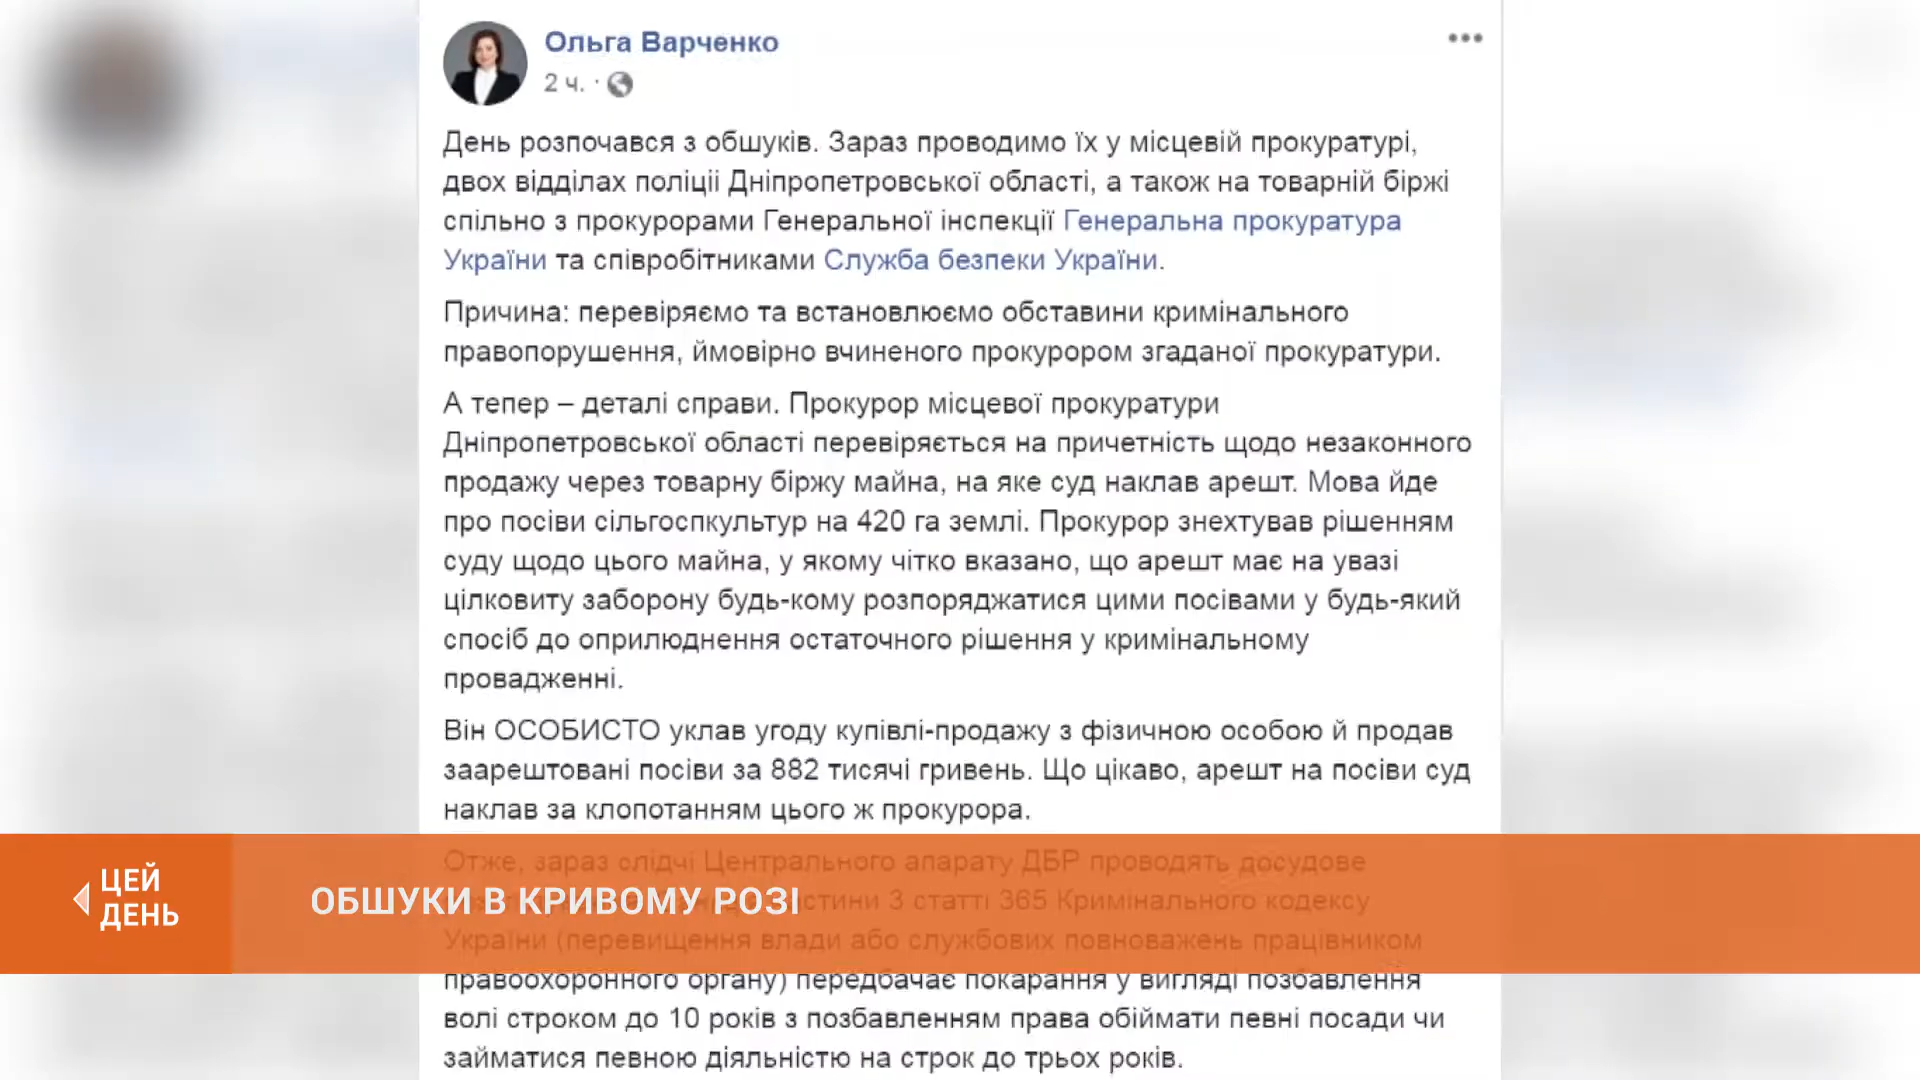 Ольга Варченко
2 ч. ·
День розпочався з обшуків. Зараз проводимо їх у місцевій прокуратурі,
двох відділах поліціі Дніпропетровської області, а також на товарній біржі
спільно з прокурорами Генеральної інспекції Генеральна прокуратура
України та співробітниками Служба безпеки України.
Причина: перевіряємо та встановлюємо обставини кримінального
правопорушення, ймовірно вчиненого прокурором згаданої прокуратури.
А тепер – деталі справи. Прокурор місцевої прокуратури
Дніпропетровської області перевіряється на причетність щодо незаконного
продажу через товарну біржу майна, на яке суд наклав арешт. Мова йде
про посіви сільгоспкультур на 420 га землі. Прокурор знехтував рішенням
суду щодо цього майна, у якому чітко вказано, що арешт має на увазі
цілковиту заборону будь-кому розпоряджатися цими посівами у будь-який
спосіб до оприлюднення остаточного рішення у кримінальному
провадженні.
Він ОСОБИСТО уклав угоду купівлі-продажу з фізичною особою й продав
заарештовані посіви за 882 тисячі гривень. Що цікаво, арешт на посіви суд
наклав за клопотанням цього ж прокурора.
Отже, зараз слідчі Центрального апарату ДБР проводять досудове
3 статті 365 Кримінального кодексу
України (перевищення влади або службових повноважень працівником
правоохоронного органу) передбачає покарання у вигляді позбавлення
волі строком до 10 років з позбавленням права обіймати певні посади чи
займатися певною діяльністю на строк до трьох років.
ЦЕЙ
ДЕНЬ
ОБШУКИ В КРИВОМУ РОЗІ